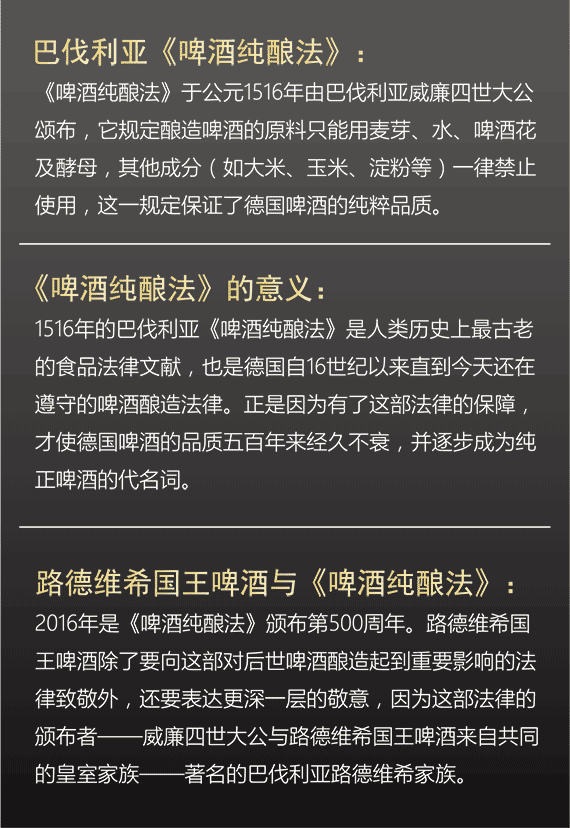 巴伐利亚《啤酒纯酿法》：
《啤酒纯酿法》于公元1516年由巴伐利亚威廉四世大公
颁布，它规定酿造啤酒的原料只能用麦芽、水、啤酒花
及酵母，其他成分（如大米、玉米、淀粉等）一律禁止
使用，这一规定保证了德国啤酒的纯粹品质。
《啤酒纯酿法》的意义：
1516年的巴伐利亚《啤酒纯酿法》是人类历史上最古老
的食品法律文献，也是德国自16世纪以来直到今天还在
遵守的啤酒酿造法律。正是因为有了这部法律的保障，
才使德国啤酒的品质五百年来经久不衰，并逐步成为纯
正啤酒的代名词。
路德维希国王啤酒与《啤酒纯酿法》：
2016年是《啤酒纯酿法》颁布第500周年。路德维希国
王啤酒除了要向这部对后世啤酒酿造起到重要影响的法
律致敬外，还要表达更深一层的敬意，因为这部法律的
颁布者——威廉四世大公与路德维希国王啤酒来自共同
的皇室家族——著名的巴伐利亚路德维希家族。